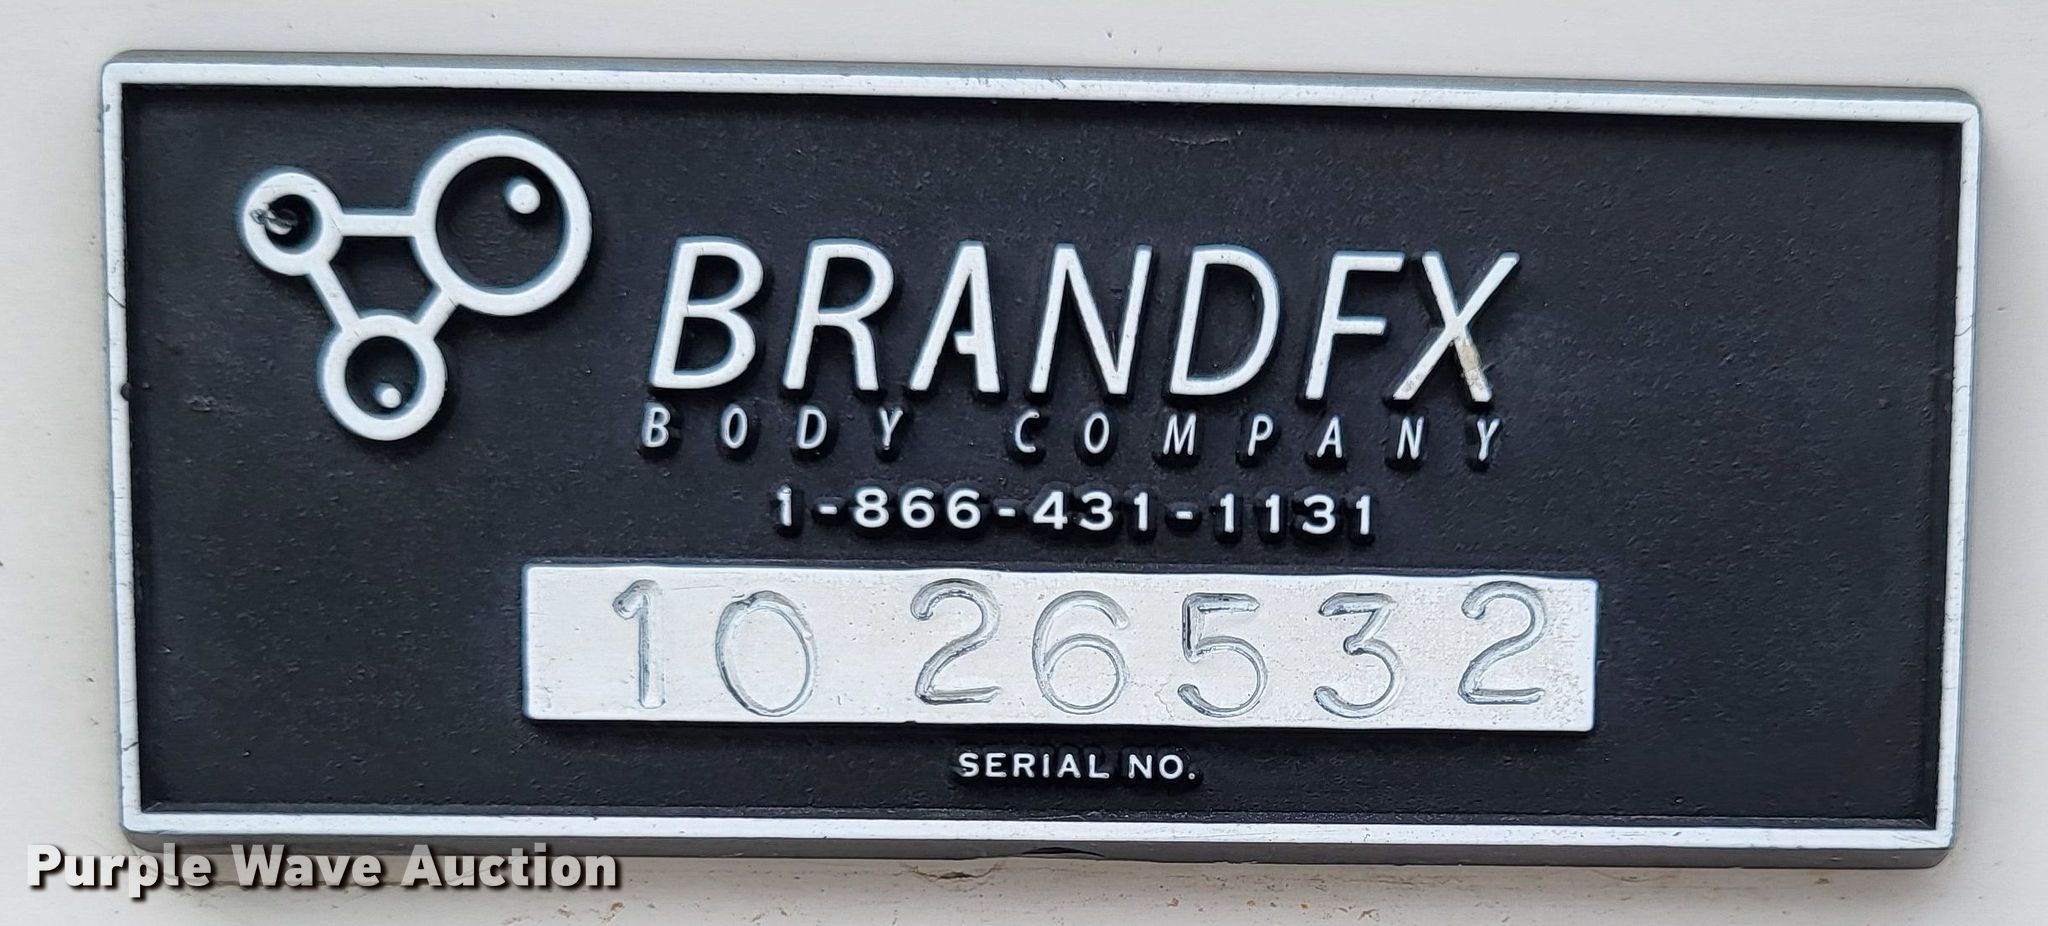 BRANDFX
BODY COMPANY
1-866-431-1131
10 26532
SERIAL NO.
Purple Wave Auction